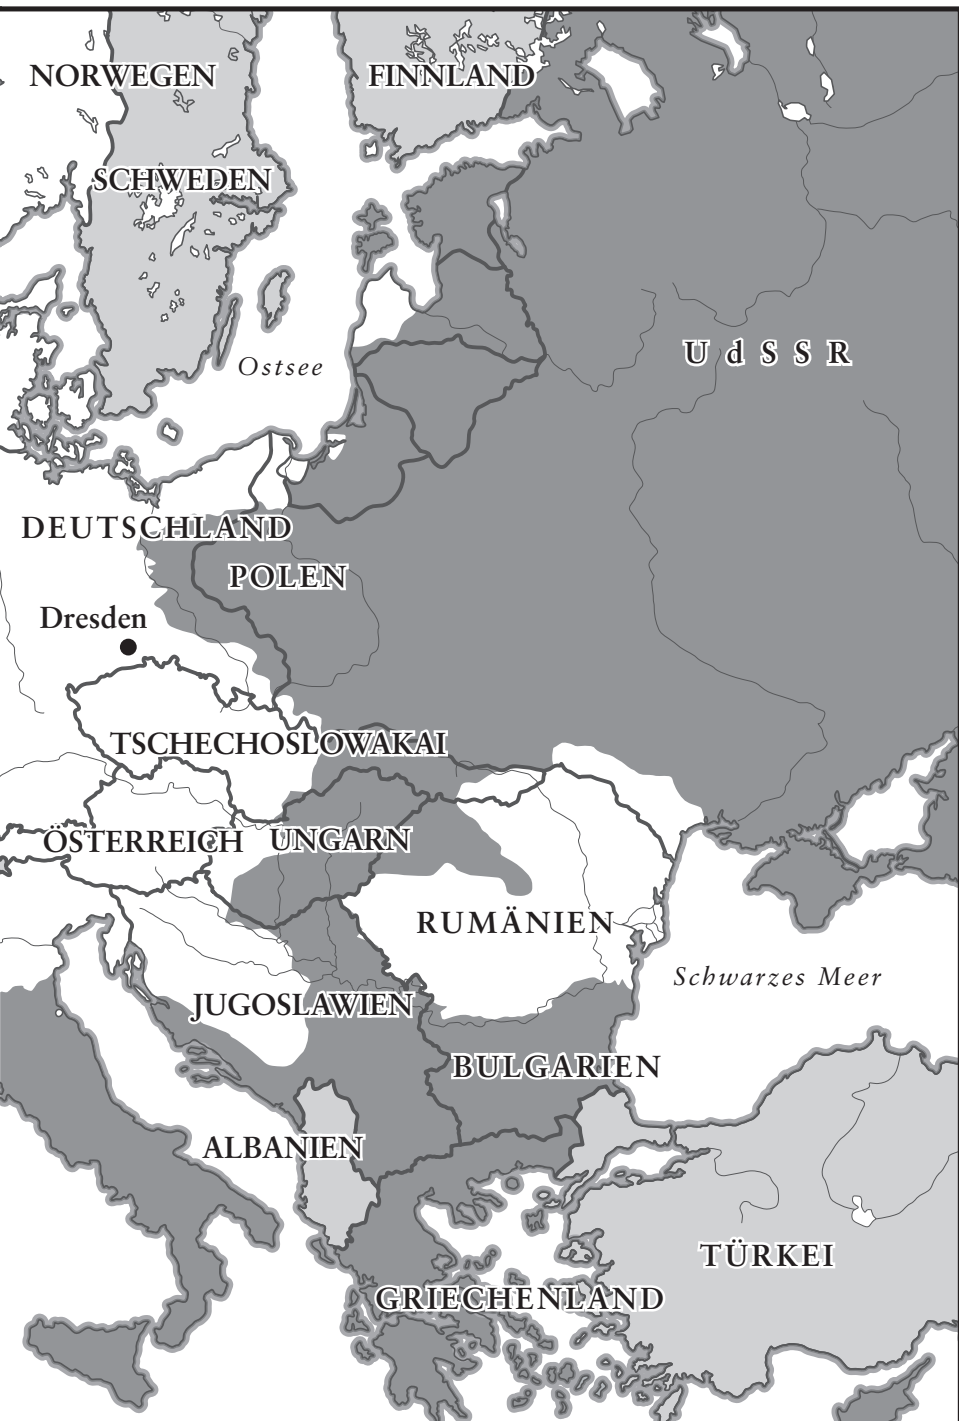 NORWEGEN
FINNLAND
SCHWEDEN
Ostsee
UdSSR
DEUTSCHLAND
POLEN
Dresden
TSCHECHOSLOWAKAI
ÖSTERREICH
UNGARN
RUMÄNIEN
Schwarzes Meer
JUGOSLAWIEN
BULGARIEN
ALBANIEN
TÜRKEI
GRIECHENLAND